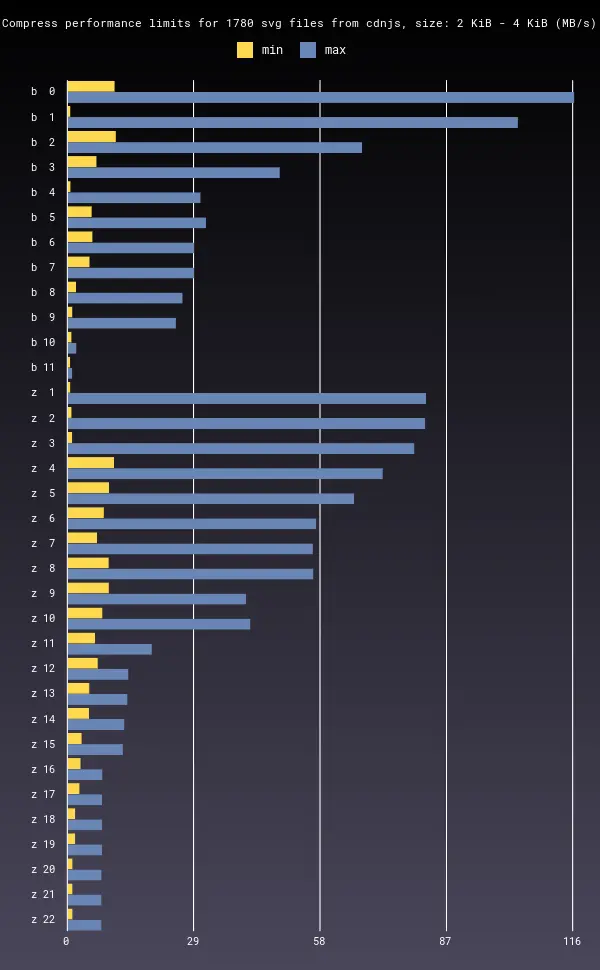 Compress performance limits for 1780 svg files from cdnjs, size: 2 KiB - 4 KiB (MB/s)
min max
b 0
b 1
b 2
b 3
b 4
b 5
b 6
b 7
b 8
b 9
b 10
b 11
z 1
z 2
z 3
z 4
z 5
z 6
z 7
z 8
z 9
z 10
z 11
z 12
z 13
z 14
z 15
z 16
z 17
z 18
z 19
z 20
z 21
z 22
0 29 58 87 116